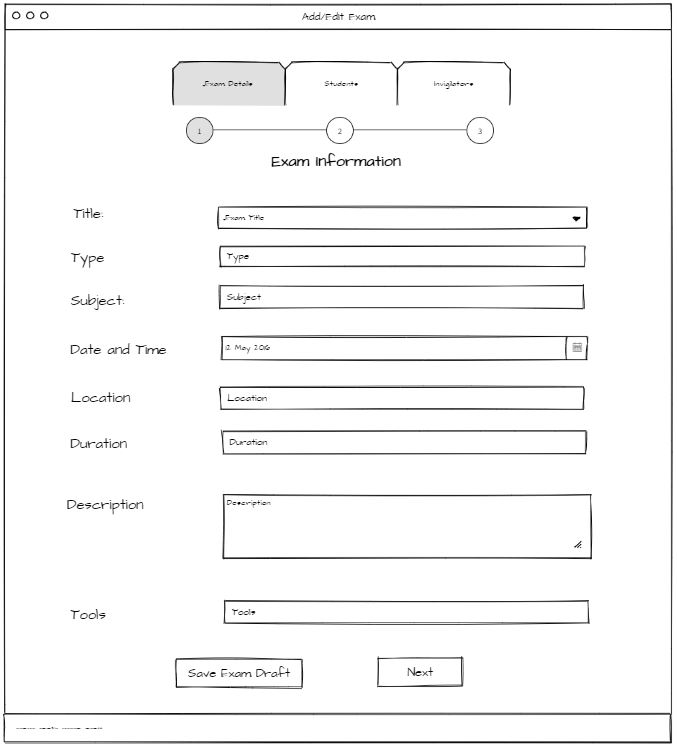 Add/Edit Exam
Exam Details Students Invigilators
1 2 3
Exam Information
Title: Exam Title
Type Type
Subject: Subject
Date and Time 12 May 2016
Location Location
Duration Duration
Description Description
Tools Tools
Save Exam Draft Next